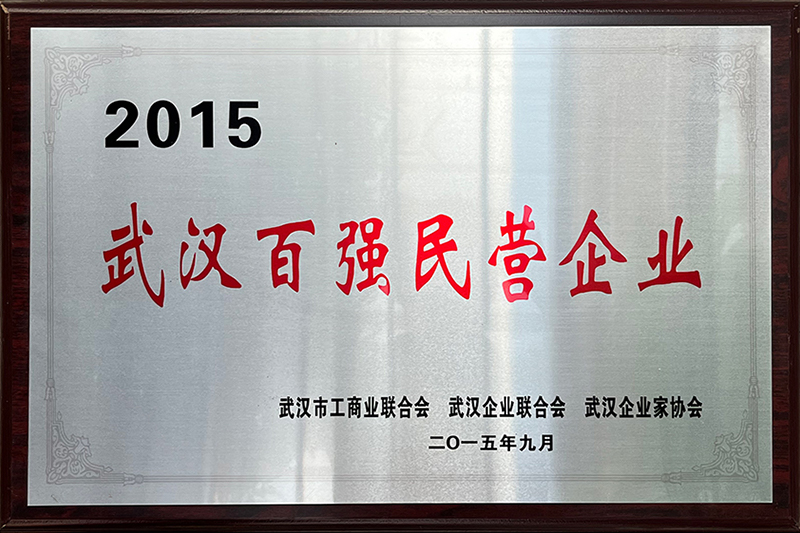 2015
武汉百强民营企业
武汉市工商业联合会 武汉企业联合会 武汉企业家协会
二O一五年九月